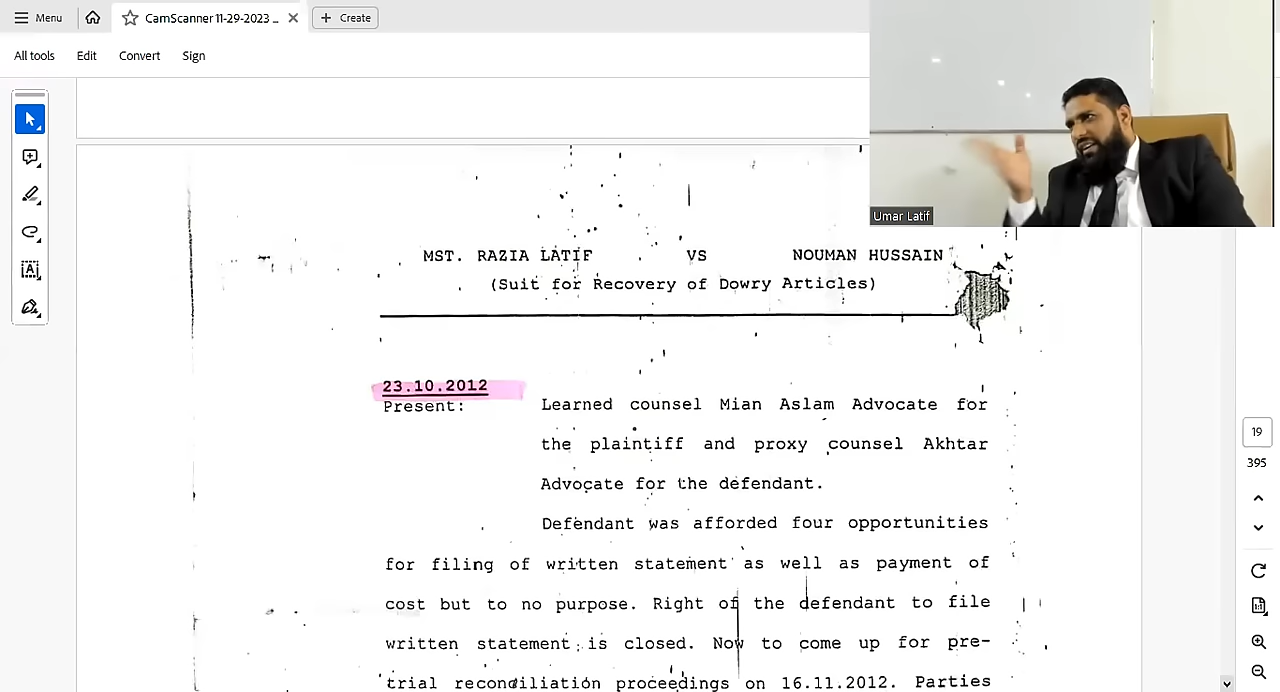 Menu
CamScanner 11-29-2023 ...
Create
All tools
Edit
Convert
Sign
Umar Latif
MST. RAZIA LATIF VS NOUMAN HUSSAIN
(Suit for Recovery of Dowry Articles)
23.10.2012
Present: Learned counsel Mian Aslam Advocate for
the plaintiff and proxy counsel Akhtar
Advocate for the defendant.
Defendant was afforded four opportunities
for filing of written statement as well as payment of
cost but to no purpose. Right of the defendant to file
written statement is closed. Now to come up for pre-
trial reconciliation proceedings on 16.11.2012. Parties
19
395